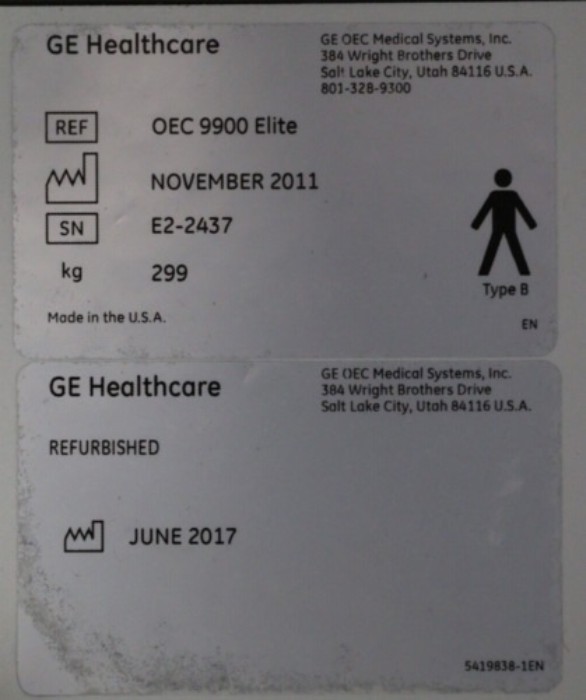 GE Healthcare
GE OEC Medical Systems, Inc.
384 Wright Brothers Drive
Salt Lake City, Utah 84116 U.S.A.
801-328-9300
REF OEC 9900 Elite
NOVEMBER 2011
SN E2-2437
kg 299
Type B
Made in the U.S.A.
EN
GE Healthcare
GE OEC Medical Systems, Inc.
384 Wright Brothers Drive
Salt Lake City, Utah 84116 U.S.A.
REFURBISHED
JUNE 2017
5419838-1EN